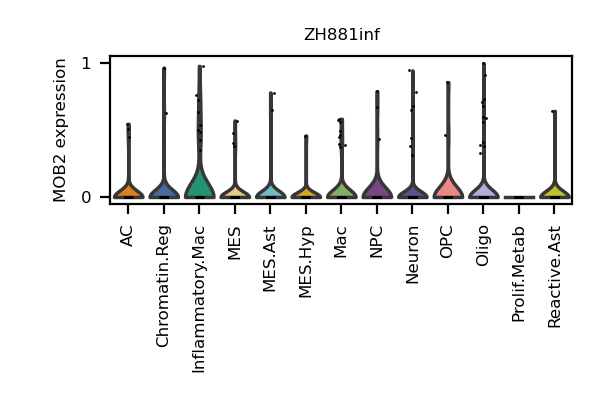 ZH881inf
MOB2 expression
1
0
AC
Chromatin.Reg
Inflammatory.Mac
MES
MES.Ast
MES.Hyp
Mac
NPC
Neuron
OPC
Oligo
Prolif.Metab
Reactive.Ast